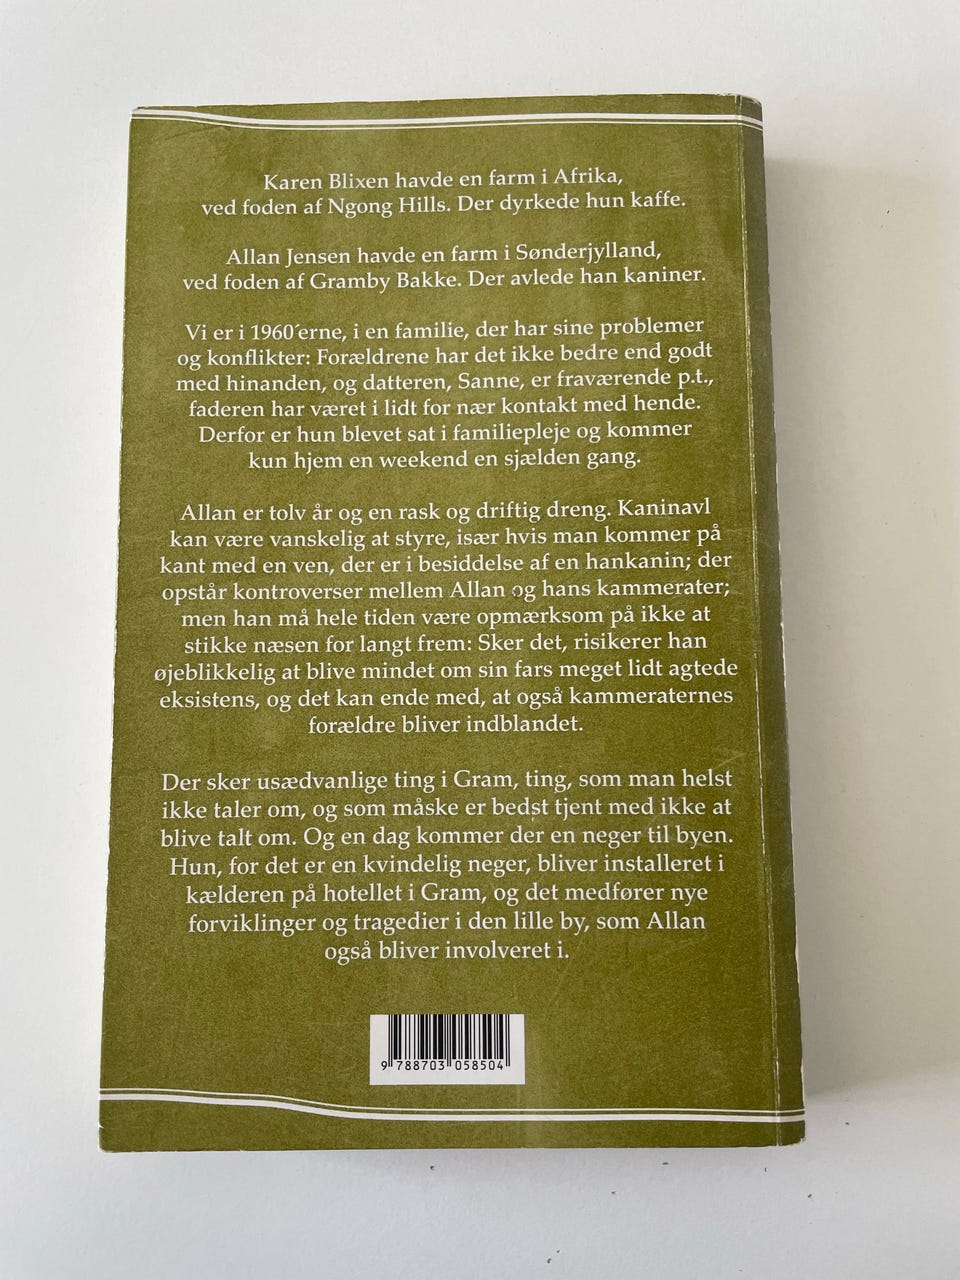 Karen Blixen havde en farm i Afrika,
ved foden af Ngong Hills. Der dyrkede hun kaffe.
Allan Jensen havde en farm i Sønderjylland,
ved foden af Gramby Bakke. Der avlede han kaniner.
Vi er i 1960´erne, i en familie, der har sine problemer
og konflikter: Forældrene har det ikke bedre end godt
med hinanden, og datteren, Sanne, er fraværende p.t.,
faderen har været i lidt for nær kontakt med hende.
Derfor er hun blevet sat i familiepleje og kommer
kun hjem en weekend en sjælden gang.
Allan er tolv år og en rask og driftig dreng. Kaninavl
kan være vanskelig at styre, især hvis man kommer på
kant med en ven, der er i besiddelse af en hankanin; der
opstår kontroverser mellem Allan og hans kammerater;
men han må hele tiden være opmærksom på ikke at
stikke næsen for langt frem: Sker det, risikerer han
øjeblikkelig at blive mindet om sin fars meget lidt agtede
eksistens, og det kan ende med, at også kammeraternes
forældre bliver indblandet.
Der sker usædvanlige ting i Gram, ting, som man helst
ikke taler om, og som måske er bedst tjent med ikke at
blive talt om. Og en dag kommer der en neger til byen.
Hun, for det er en kvindelig neger, bliver installeret i
kælderen på hotellet i Gram, og det medfører nye
forviklinger og tragedier i den lille by, som Allan
også bliver involveret i.
9 788703 058504